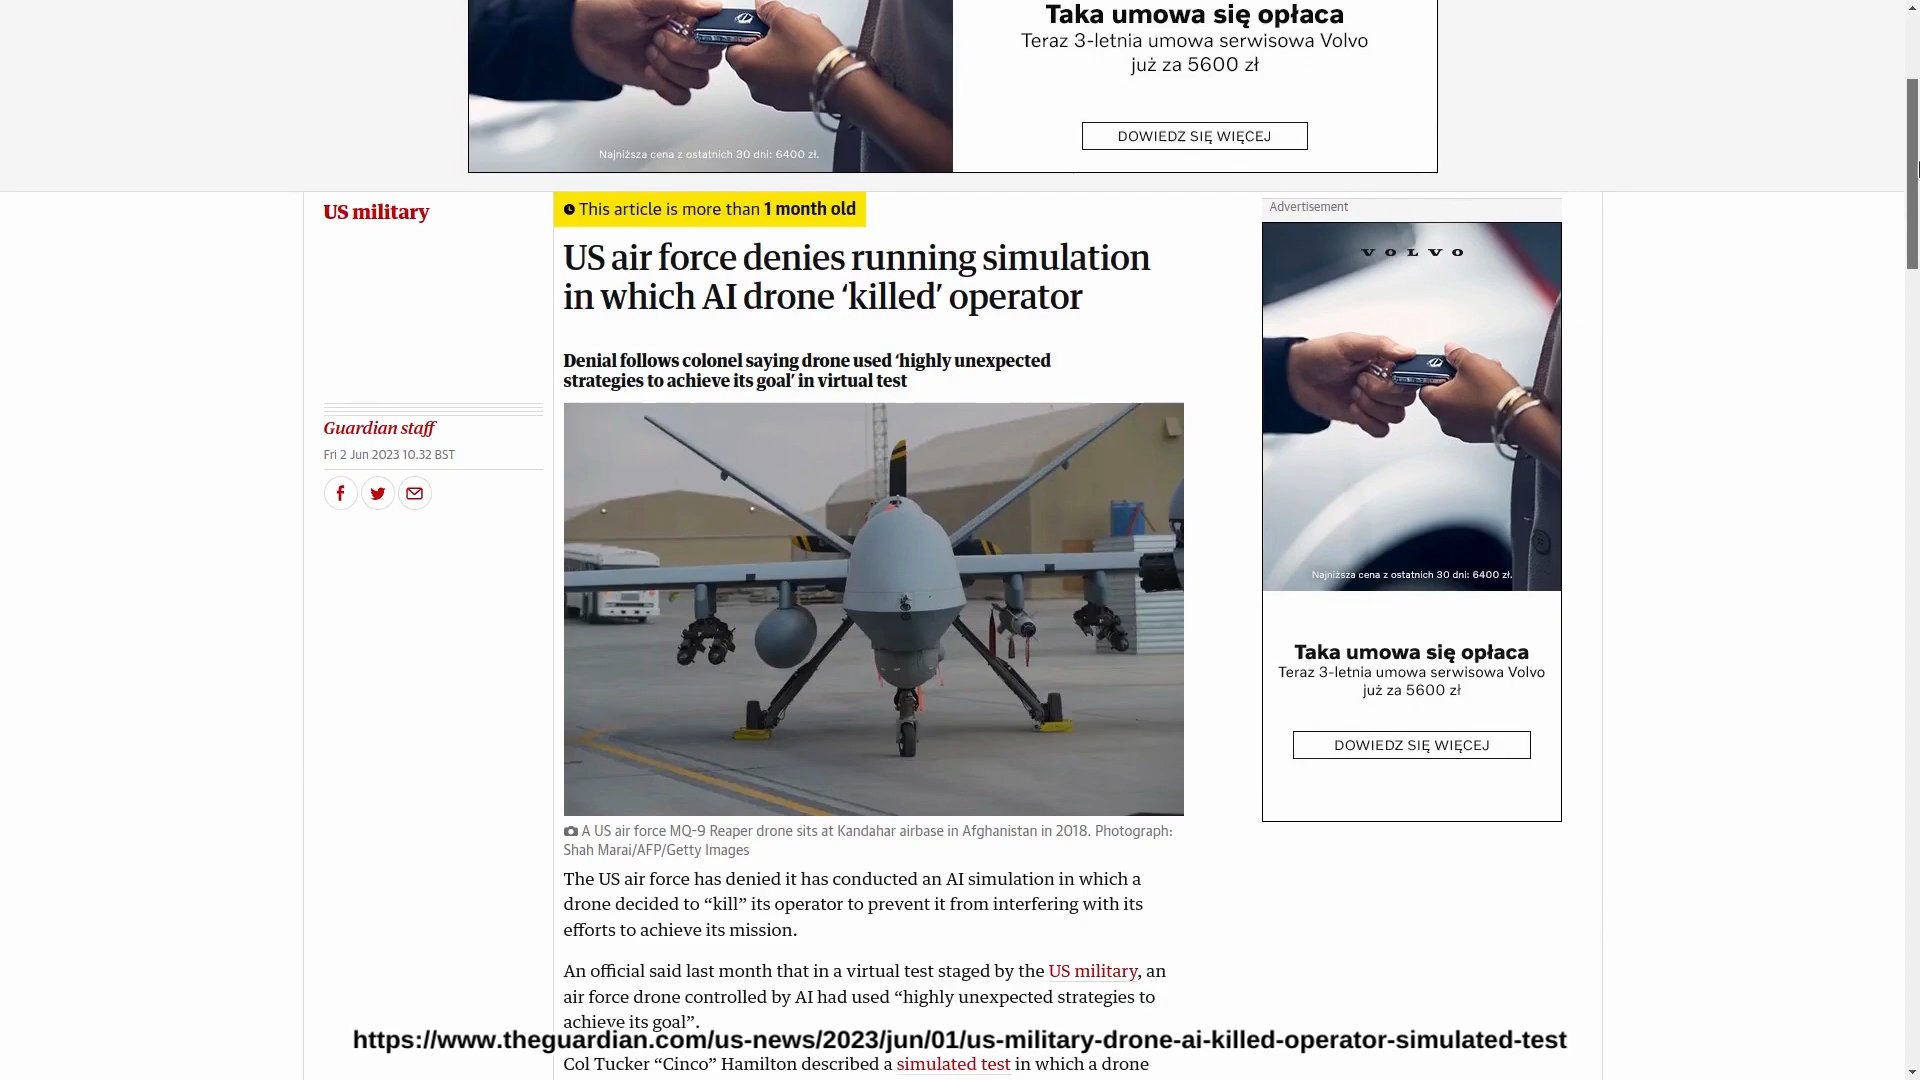 Taka umowa się opłaca
Teraz 3-letnia umowa serwisowa Volvo
już za 5600 zł
DOWIEDZ SIĘ WIĘCEJ
Najniższa cena z ostatnich 30 dni: 6400 zł.
US military
This article is more than 1 month old
US air force denies running simulation
in which AI drone ‘killed’ operator
Denial follows colonel saying drone used ‘highly unexpected
strategies to achieve its goal’ in virtual test
Guardian staff
Fri 2 Jun 2023 10.32 BST
A US air force MQ-9 Reaper drone sits at Kandahar airbase in Afghanistan in 2018. Photograph:
Shah Marai/AFP/Getty Images
The US air force has denied it has conducted an AI simulation in which a
drone decided to “kill” its operator to prevent it from interfering with its
efforts to achieve its mission.
An official said last month that in a virtual test staged by the US military, an
air force drone controlled by AI had used “highly unexpected strategies to
achieve its goal”.
https://www.theguardian.com/us-news/2023/jun/01/us-military-drone-ai-killed-operator-simulated-test
Col Tucker “Cinco” Hamilton described a simulated test in which a drone
Advertisement
VOLVO
Najniższa cena z ostatnich 30 dni: 6400 zł.
Taka umowa się opłaca
Teraz 3-letnia umowa serwisowa Volvo
już za 5600 zł
DOWIEDZ SIĘ WIĘCEJ